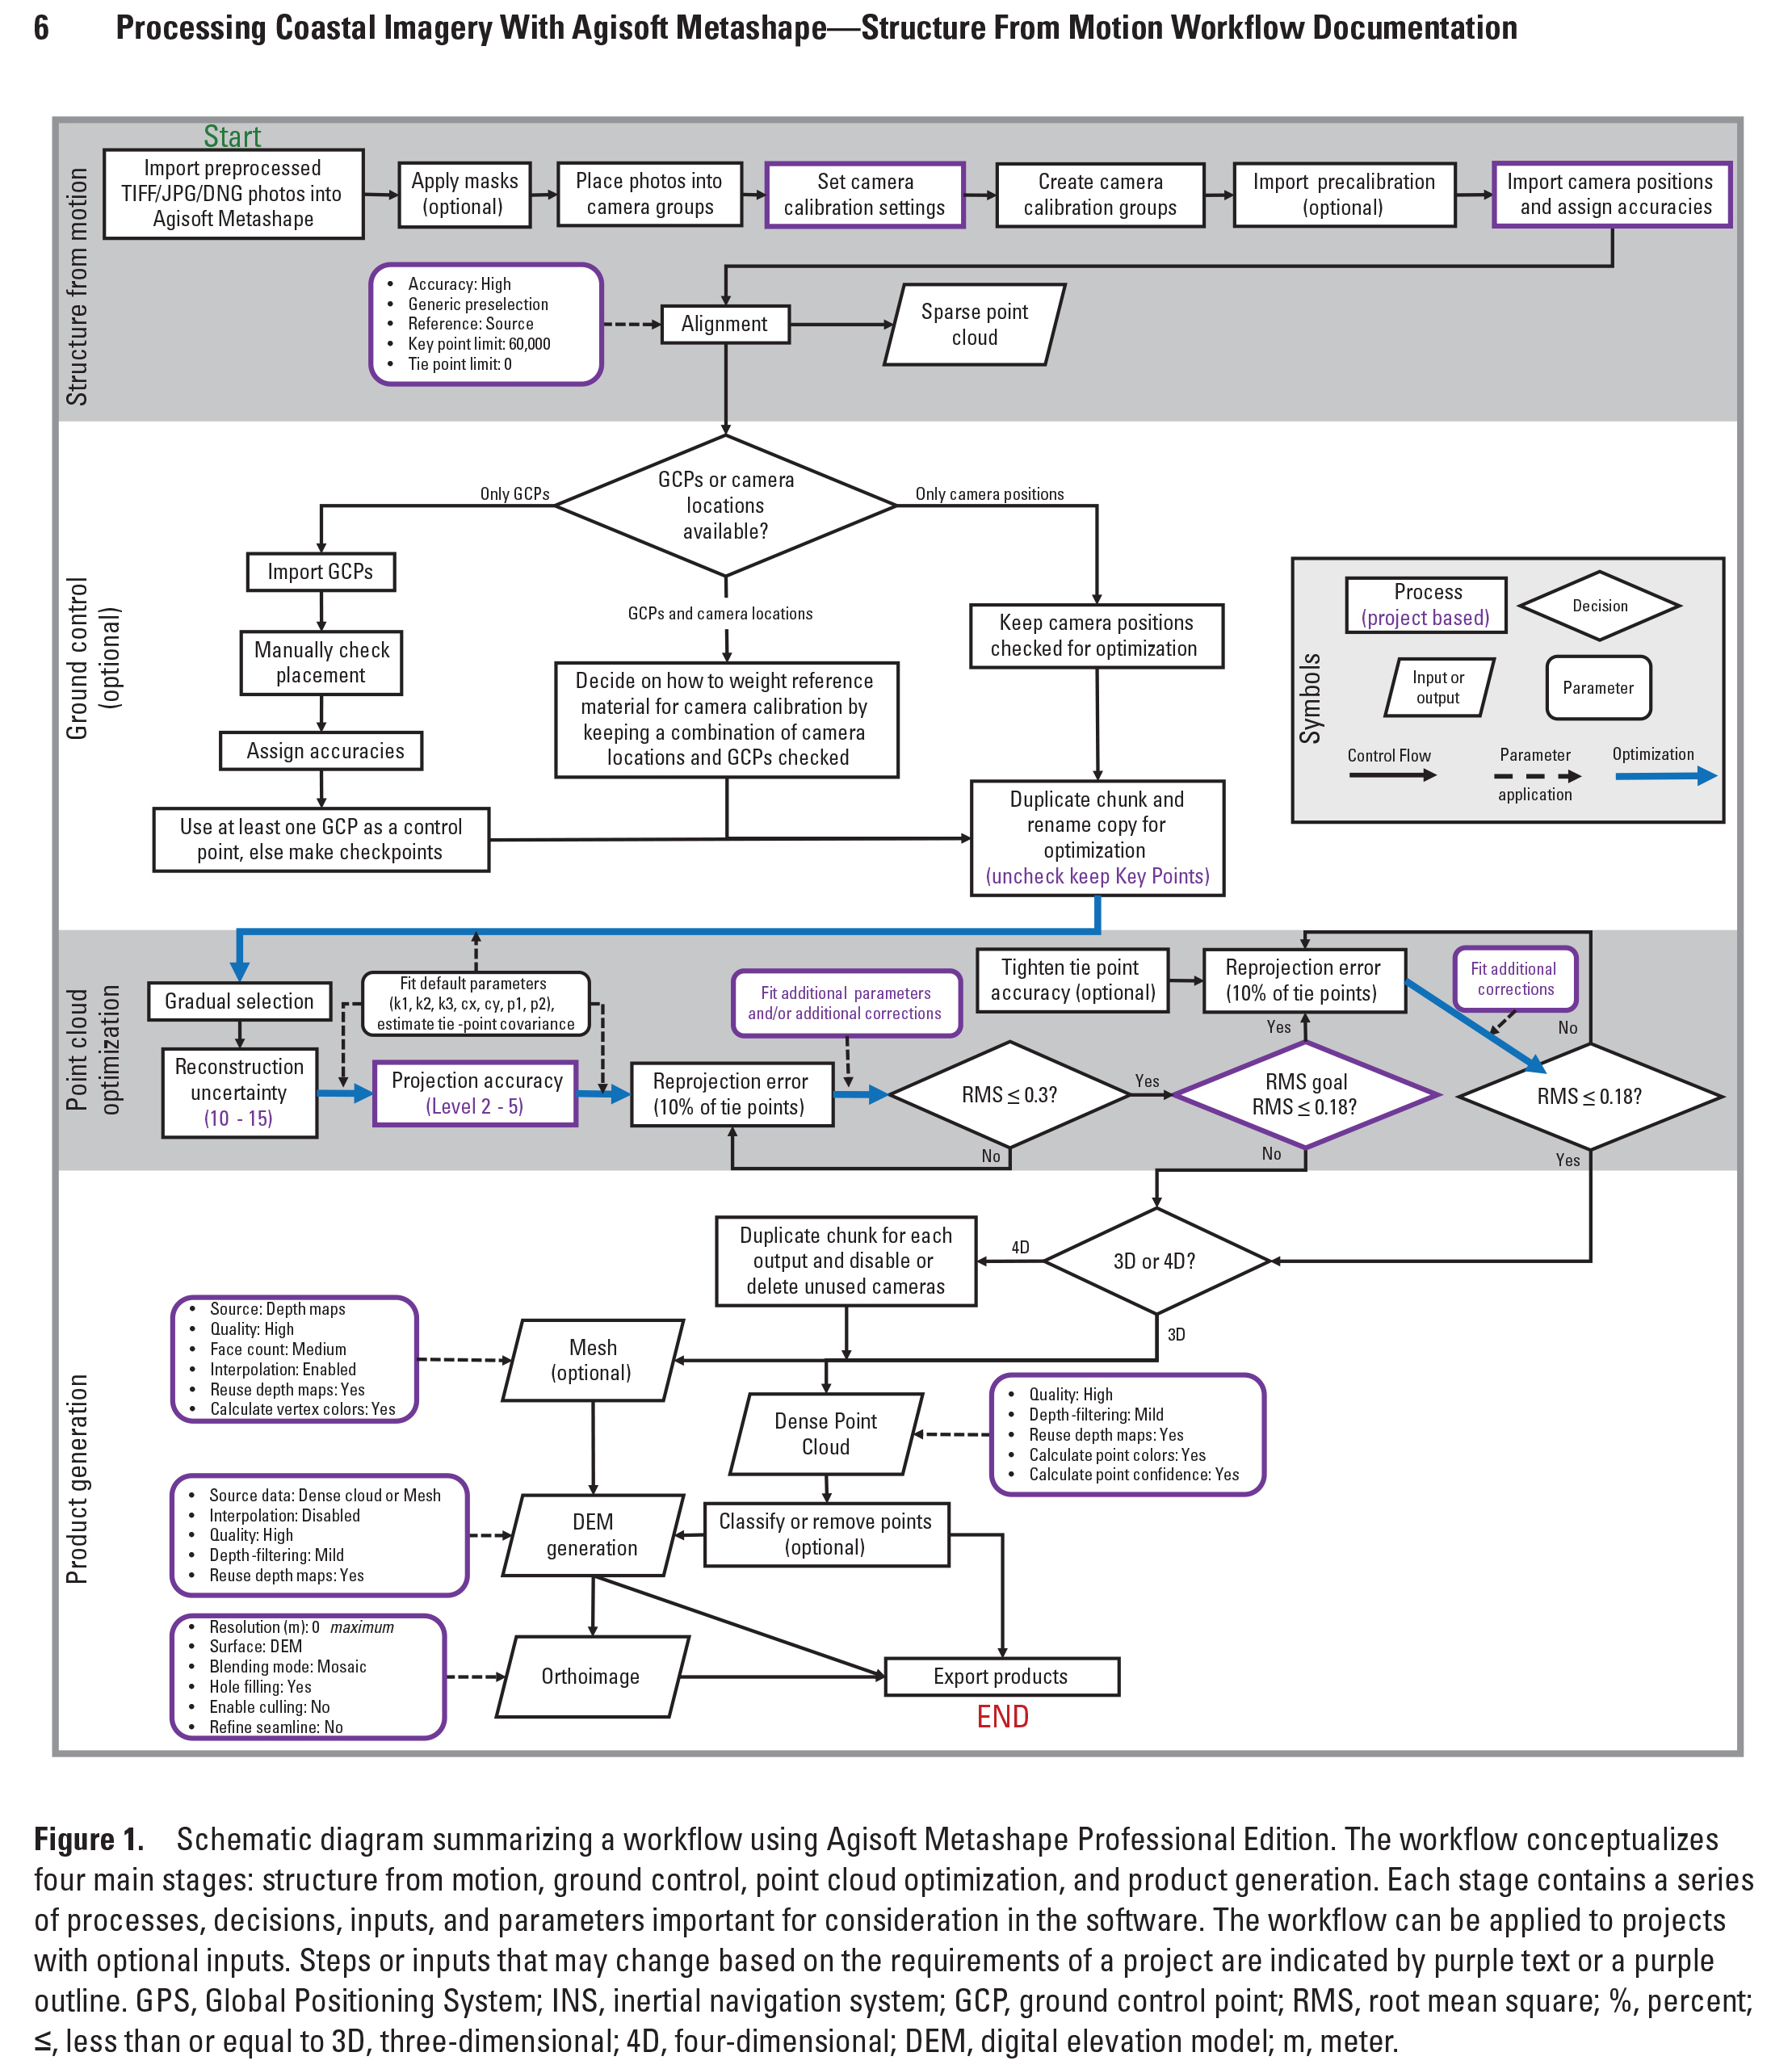 6 Processing Coastal Imagery With Agisoft Metashape—Structure From Motion Workflow Documentation
Structure from motion
Start
Import preprocessed
TIFF/JPG/DNG photos into
Agisoft Metashape
Apply masks
(optional)
Place photos into
camera groups
Set camera
calibration settings
Create camera
calibration groups
Import precalibration
(optional)
Import camera positions
and assign accuracies
• Accuracy: High
• Generic preselection
• Reference: Source
• Key point limit: 60,000
• Tie point limit: 0
Alignment
Sparse point
cloud
Ground control
(optional)
GCPs or camera
locations
available?
Only GCPs
Only camera positions
GCPs and camera locations
Import GCPs
Manually check
placement
Assign accuracies
Use at least one GCP as a control
point, else make checkpoints
Decide on how to weight reference
material for camera calibration by
keeping a combination of camera
locations and GCPs checked
Keep camera positions
checked for optimization
Duplicate chunk and
rename copy for
optimization
(uncheck keep Key Points)
Symbols
Process
(project based)
Decision
Input or
output
Parameter
Control Flow
Parameter
application
Optimization
Point cloud
optimization
Gradual selection
Reconstruction
uncertainty
(10 - 15)
Fit default parameters
(k1, k2, k3, cx, cy, p1, p2),
estimate tie-point covariance
Projection accuracy
(Level 2 - 5)
Reprojection error
(10% of tie points)
Fit additional parameters
and/or additional corrections
RMS ≤ 0.3?
Yes
No
Tighten tie point
accuracy (optional)
Reprojection error
(10% of tie points)
Yes
RMS goal
RMS ≤ 0.18?
No
Fit additional
corrections
No
RMS ≤ 0.18?
Yes
Product generation
3D or 4D?
4D
3D
Duplicate chunk for each
output and disable or
delete unused cameras
• Source: Depth maps
• Quality: High
• Face count: Medium
• Interpolation: Enabled
• Reuse depth maps: Yes
• Calculate vertex colors: Yes
Mesh
(optional)
Dense Point
Cloud
• Quality: High
• Depth-filtering: Mild
• Reuse depth maps: Yes
• Calculate point colors: Yes
• Calculate point confidence: Yes
• Source data: Dense cloud or Mesh
• Interpolation: Disabled
• Quality: High
• Depth-filtering: Mild
• Reuse depth maps: Yes
DEM
generation
Classify or remove points
(optional)
• Resolution (m): 0 maximum
• Surface: DEM
• Blending mode: Mosaic
• Hole filling: Yes
• Enable culling: No
• Refine seamline: No
Orthoimage
Export products
END
Figure 1. Schematic diagram summarizing a workflow using Agisoft Metashape Professional Edition. The workflow conceptualizes
four main stages: structure from motion, ground control, point cloud optimization, and product generation. Each stage contains a series
of processes, decisions, inputs, and parameters important for consideration in the software. The workflow can be applied to projects
with optional inputs. Steps or inputs that may change based on the requirements of a project are indicated by purple text or a purple
outline. GPS, Global Positioning System; INS, inertial navigation system; GCP, ground control point; RMS, root mean square; %, percent;
≤, less than or equal to 3D, three-dimensional; 4D, four-dimensional; DEM, digital elevation model; m, meter.